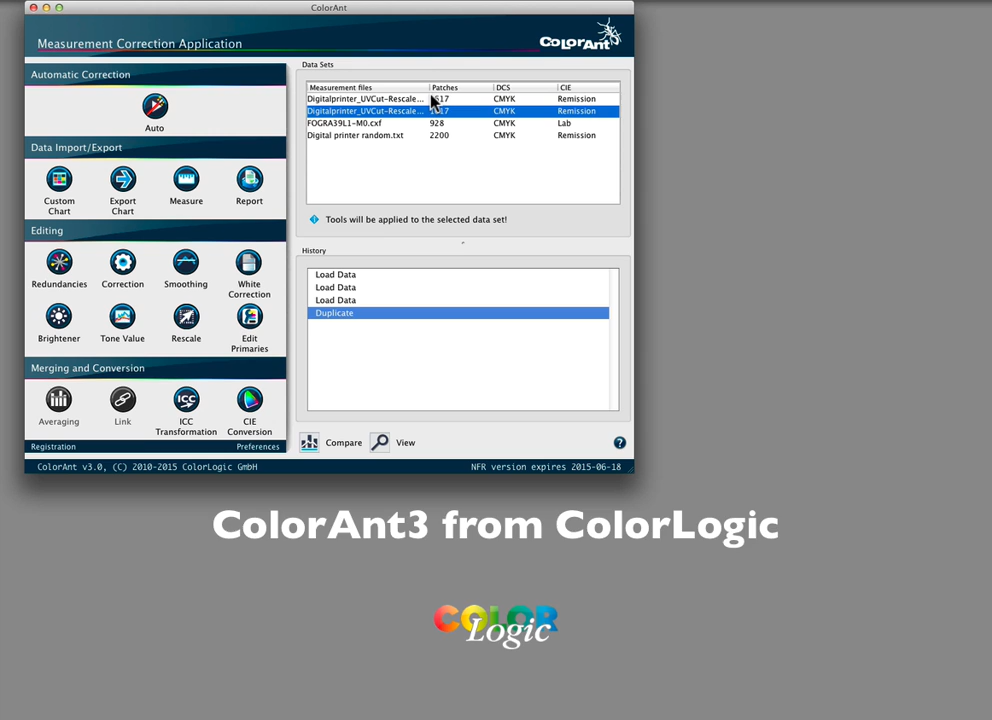 ColorAnt
Measurement Correction Application
ColorAnt
Automatic Correction
Auto
Data Import/Export
Custom Chart
Export Chart
Measure
Report
Editing
Redundancies
Correction
Smoothing
White Correction
Brightener
Tone Value
Rescale
Edit Primaries
Merging and Conversion
Averaging
Link
ICC Transformation
CIE Conversion
Registration
Preferences
Data Sets
Measurement files Patches DCS CIE
Digitalprinter_UVCut-Rescale... CMYK Remission
Digitalprinter_UVCut-Rescale... CMYK Remission
FOGRA39L1-M0.cxf 928 CMYK Lab
Digital printer random.txt 2200 CMYK Remission
Tools will be applied to the selected data set!
History
Load Data
Load Data
Load Data
Duplicate
Compare
View
?
ColorAnt v3.0, (C) 2010-2015 ColorLogic GmbH
NFR version expires 2015-06-18
ColorAnt3 from ColorLogic
COLOR
Logic